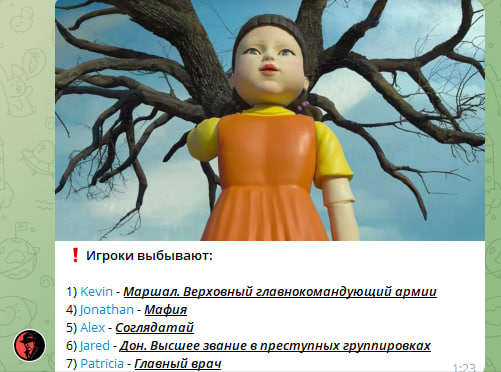 ❗ Игроки выбывают:
1) Kevin - Маршал. Верховный главнокомандующий армии
4) Jonathan - Мафия
5) Alex - Соглядатай
6) Jared - Дон. Высшее звание в преступных группировках
7) Patricia - Главный врач
1:23